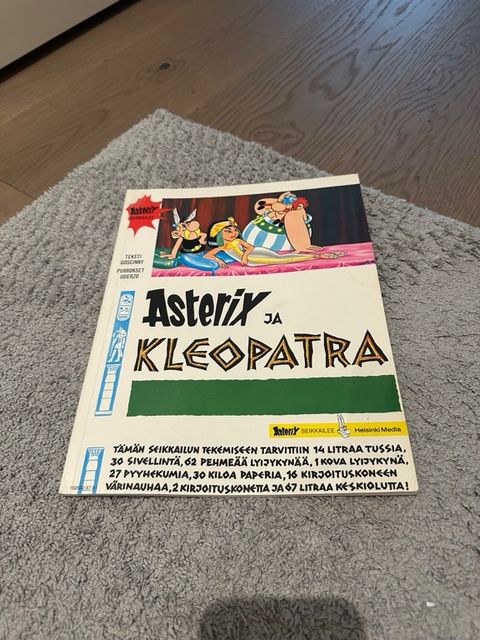 Asterix
SEIKKAILEE
TEKSTI
GOSCINNY
PIIRROKSET
UDERZO
Asterix JA
KLEOPATRA
Asterix SEIKKAILEE Helsinki Media
TÄMÄN SEIKKAILUN TEKEMISEEN TARVITTIIN 14 LITRAA TUSSIA,
30 SIVELLINTÄ, 62 PEHMEÄÄ LYIJYKYNÄÄ, 1 KOVA LYIJYKYNÄ,
27 PYYHEKUMIA, 30 KILOA PAPERIA, 16 KIRJOITUSKONEEN
VÄRINAUHAA, 2 KIRJOITUSKONETTA JA 67 LITRAA KESKIOLUTTA!